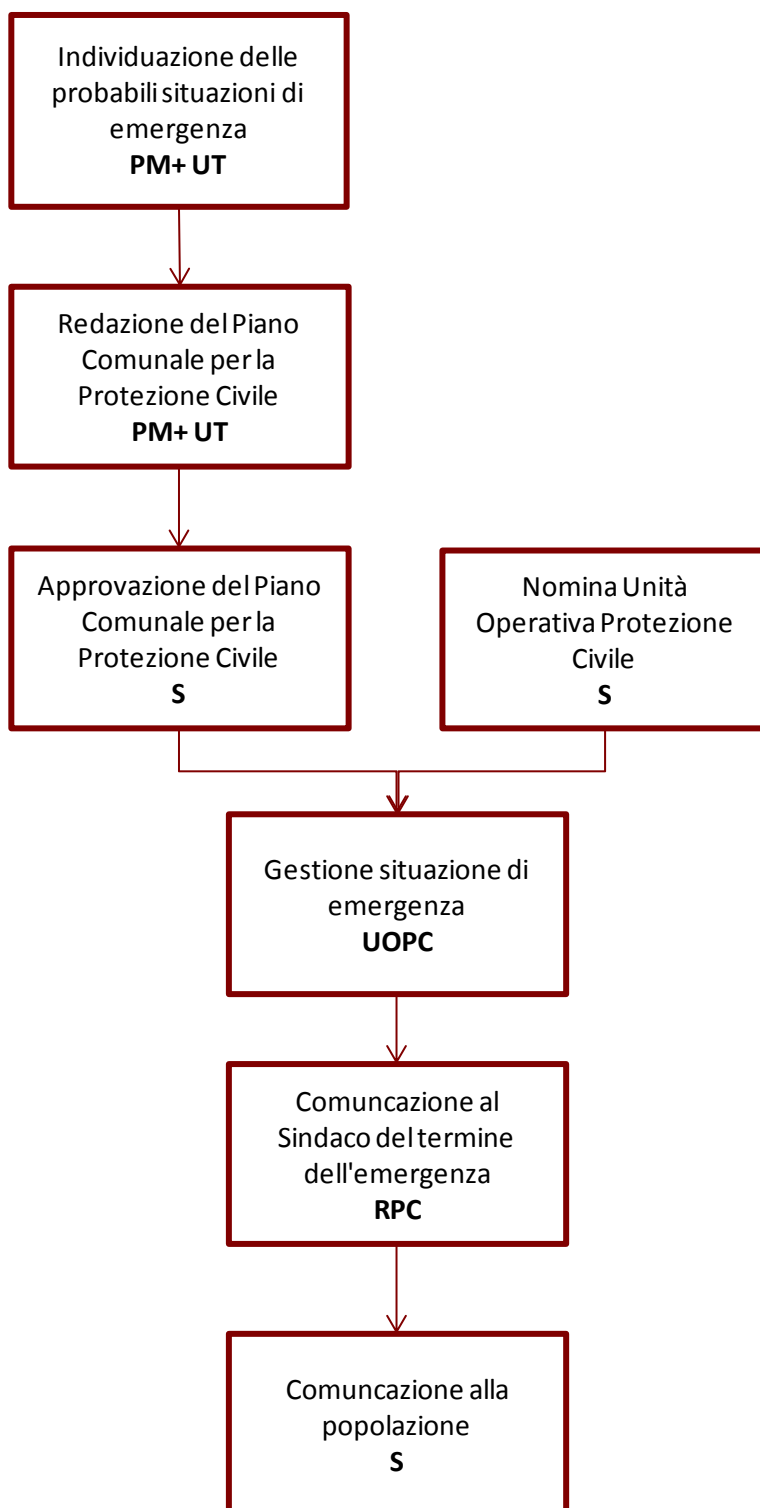 Individuazione delle
probabili situazioni di
emergenza
PM+ UT
Redazione del Piano
Comunale per la
Protezione Civile
PM+ UT
Approvazione del Piano
Comunale per la
Protezione Civile
S
Nomina Unità
Operativa Protezione
Civile
S
Gestione situazione di
emergenza
UOPC
Comuncazione al
Sindaco del termine
dell'emergenza
RPC
Comuncazione alla
popolazione
S